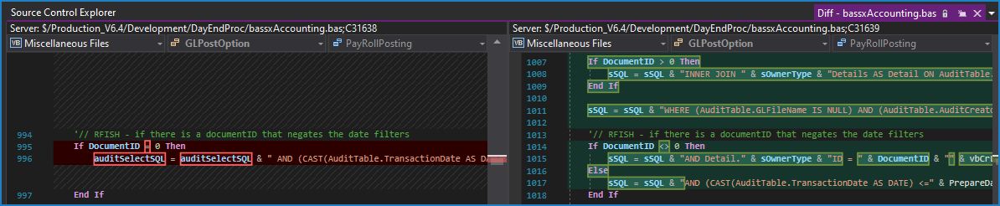 Source Control Explorer
Diff - bassxAccounting.bas
Server: $/Production_V6.4/Development/DayEndProc/bassxAccounting.bas;C31638
VB Miscellaneous Files
GLPostOption
PayRollPosting
994 '// RFISH - if there is a documentID that negates the date filters
995 If DocumentID = 0 Then
996 auditSelectSQL = auditSelectSQL & " AND (CAST(AuditTable.TransactionDate AS D
997 End If
Server: $/Production_V6.4/Development/DayEndProc/bassxAccounting.bas;C31639
VB Miscellaneous Files
GLPostOption
PayRollPosting
1007 If DocumentID > 0 Then
1008 sSQL = sSQL & "INNER JOIN " & sOwnerType & "Details AS Detail ON AuditTable.
1009 End If
1010
1011 sSQL = sSQL & "WHERE (AuditTable.GLFileName IS NULL) AND (AuditTable.AuditCreato
1012
1013 '// RFISH - if there is a documentID that negates the date filters
1014 If DocumentID <> 0 Then
1015 sSQL = sSQL & "AND Detail." & sOwnerType & "ID = " & DocumentID & "" & vbCrL
1016 Else
1017 sSQL = sSQL & "AND (CAST(AuditTable.TransactionDate AS DATE) <=" & PrepareDa
1018 End If